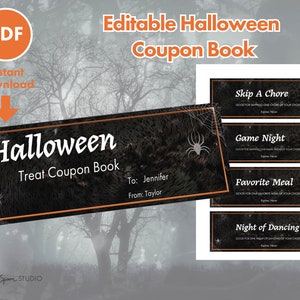 Editable Halloween
Coupon Book
PDF
Instant
Download
Halloween
Treat Coupon Book
To: Jennifer
From: Taylor
Skip A Chore
Game Night
Favorite Meal
Night of Dancing
STUDIO